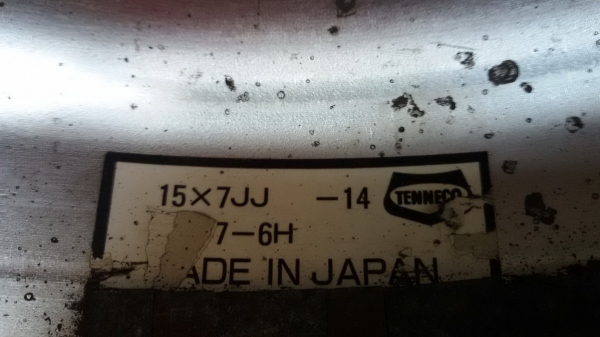 15×7JJ -14 TENNECO
7-6H
ADE IN JAPAN